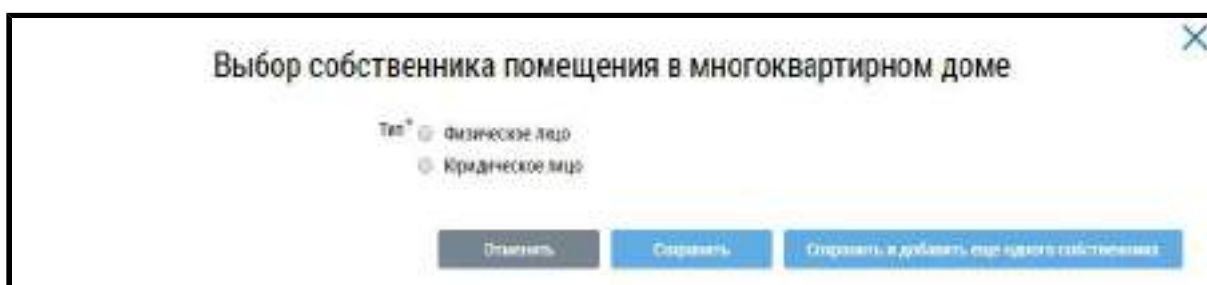 Выбор собственника помещения в многоквартирном доме
Тип* Физическое лицо
Юридическое лицо
Отменить Сохранить Сохранить и добавить еще одного собственника